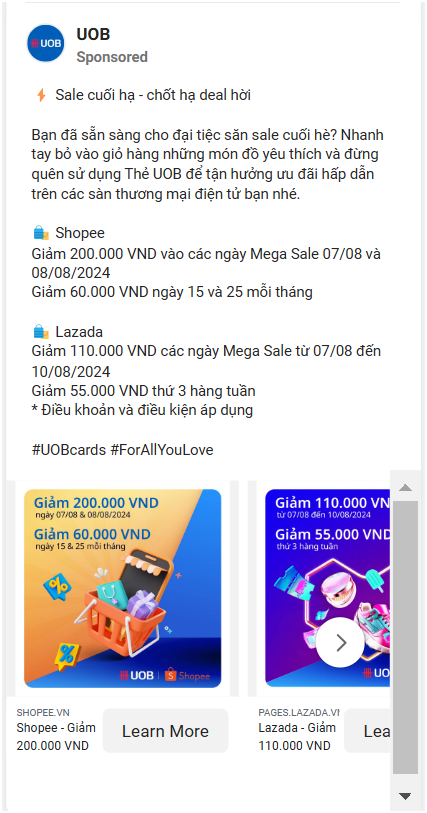 UOB
UOB
Sponsored
⚡ Sale cuối hạ - chốt hạ deal hời
Bạn đã sẵn sàng cho đại tiệc săn sale cuối hè? Nhanh
tay bỏ vào giỏ hàng những món đồ yêu thích và đừng
quên sử dụng Thẻ UOB để tận hưởng ưu đãi hấp dẫn
trên các sàn thương mại điện tử bạn nhé.
🛍️ Shopee
Giảm 200.000 VND vào các ngày Mega Sale 07/08 và
08/08/2024
Giảm 60.000 VND ngày 15 và 25 mỗi tháng
🛍️ Lazada
Giảm 110.000 VND các ngày Mega Sale từ 07/08 đến
10/08/2024
Giảm 55.000 VND thứ 3 hàng tuần
* Điều khoản và điều kiện áp dụng
#UOBcards #ForAllYouLove
Giảm 200.000 VND
ngày 07/08 & 08/08/2024
Giảm 60.000 VND
ngày 15 & 25 mỗi tháng
UOB | Shopee
SHOPEE.VN
Shopee - Giảm
200.000 VND
Learn More
Giảm 110.000 VN
từ 07/08 đến 10/08/2024
Giảm 55.000 VND
thứ 3 hàng tuần
UOB
PAGES.LAZADA.VN
Lazada - Giảm
110.000 VND
Lea